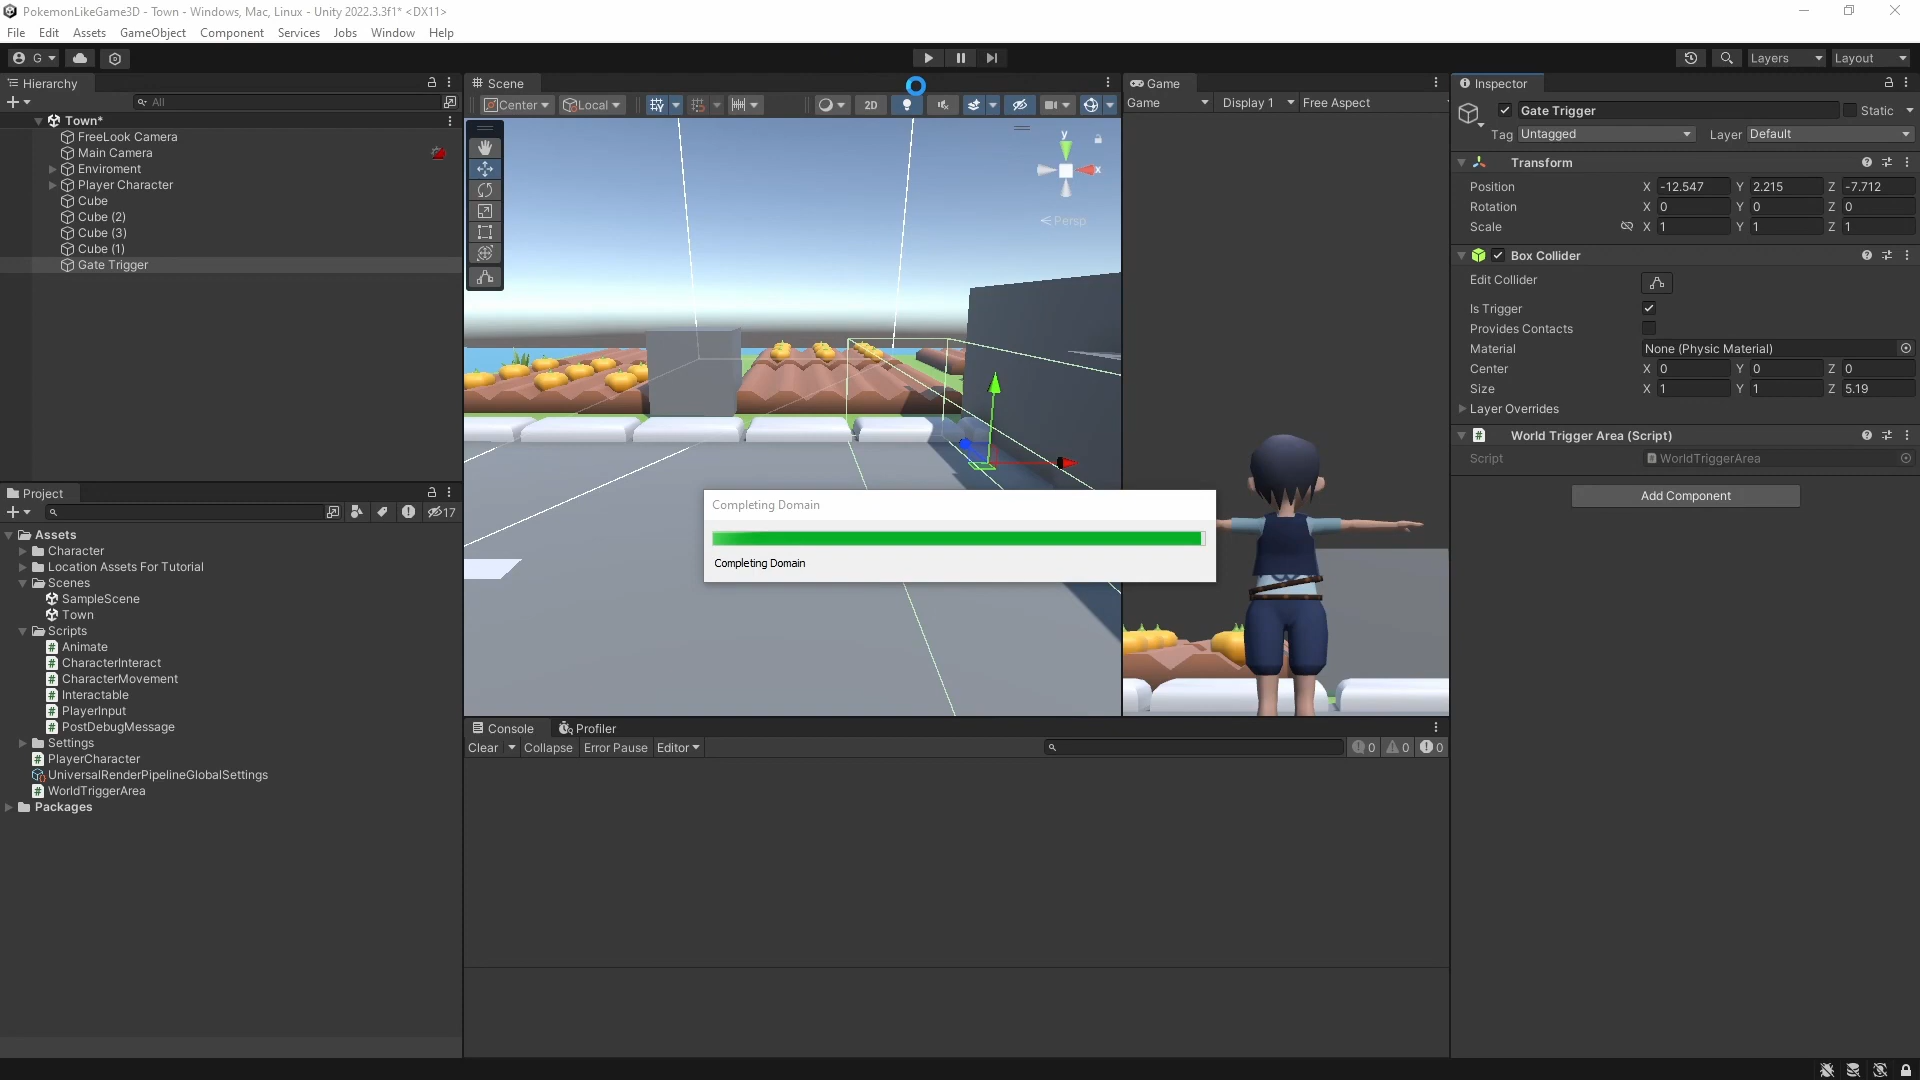 PokemonLikeGame3D - Town - Windows, Mac, Linux - Unity 2022.3.3f1* <DX11>
File Edit Assets GameObject Component Services Jobs Window Help
G
Layers Layout
Hierarchy
All
Town*
FreeLook Camera
Main Camera
Enviroment
Player Character
Cube
Cube (2)
Cube (3)
Cube (1)
Gate Trigger
Project
17
Assets
Character
Location Assets For Tutorial
Scenes
SampleScene
Town
Scripts
Animate
CharacterInteract
CharacterMovement
Interactable
PlayerInput
PostDebugMessage
Settings
PlayerCharacter
UniversalRenderPipelineGlobalSettings
WorldTriggerArea
Packages
Scene
Center Local 2D
y
x
Persp
Completing Domain
Completing Domain
Game
Game Display 1 Free Aspect
Console Profiler
Clear Collapse Error Pause Editor 0 0 0
Inspector
Gate Trigger Static
Tag Untagged Layer Default
Transform
Position X -12.547 Y 2.215 Z -7.712
Rotation X 0 Y 0 Z 0
Scale X 1 Y 1 Z 1
Box Collider
Edit Collider
Is Trigger
Provides Contacts
Material None (Physic Material)
Center X 0 Y 0 Z 0
Size X 1 Y 1 Z 5.19
Layer Overrides
World Trigger Area (Script)
Script WorldTriggerArea
Add Component